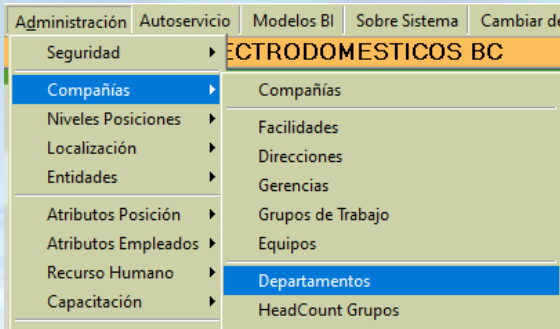 Administración Autoservicio Modelos BI Sobre Sistema Cambiar
ECTRODOMESTICOS BC
Seguridad
Compañías
Niveles Posiciones
Localización
Entidades
Atributos Posición
Atributos Empleados
Recurso Humano
Capacitación
Compañías
Facilidades
Direcciones
Gerencias
Grupos de Trabajo
Equipos
Departamentos
HeadCount Grupos